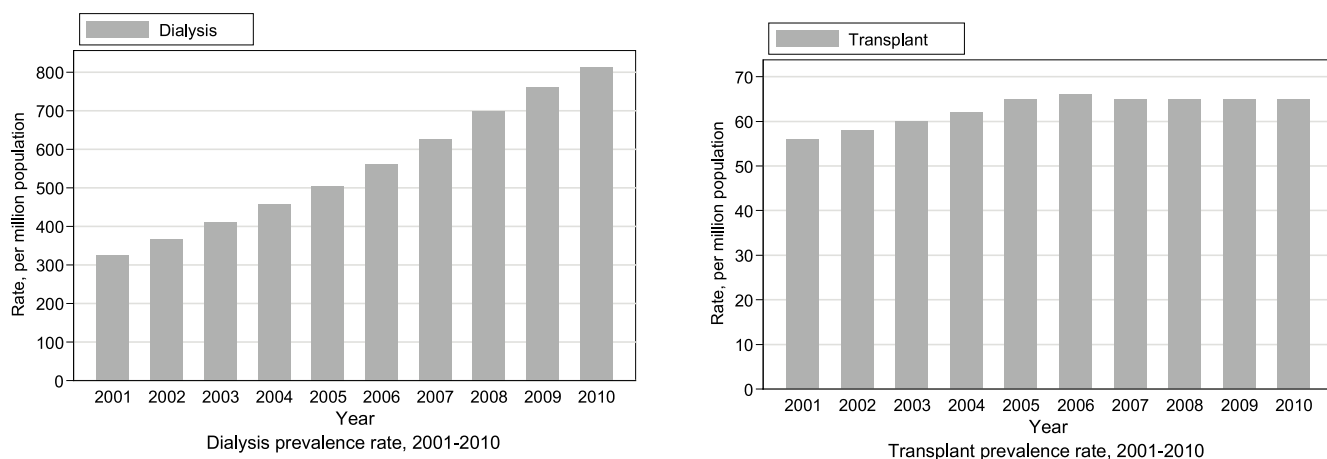 Dialysis
Rate, per million population
800
700
600
500
400
300
200
100
0
2001 2002 2003 2004 2005 2006 2007 2008 2009 2010
Year
Dialysis prevalence rate, 2001-2010
Transplant
Rate, per million population
70
60
50
40
30
20
10
0
2001 2002 2003 2004 2005 2006 2007 2008 2009 2010
Year
Transplant prevalence rate, 2001-2010